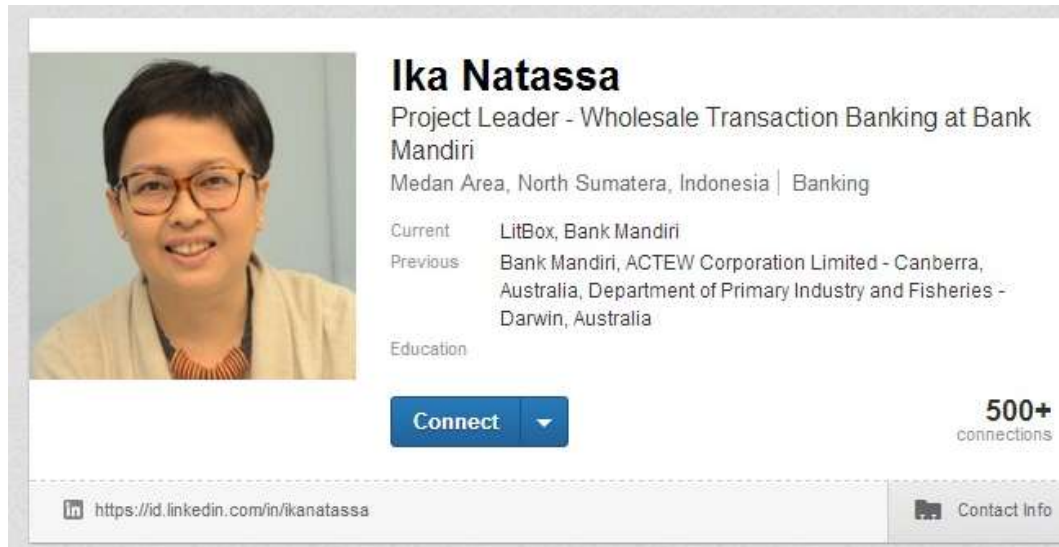 Ika Natassa
Project Leader - Wholesale Transaction Banking at Bank
Mandiri
Medan Area, North Sumatera, Indonesia | Banking
Current LitBox, Bank Mandiri
Previous Bank Mandiri, ACTEW Corporation Limited - Canberra,
Australia, Department of Primary Industry and Fisheries -
Darwin, Australia
Education
Connect
500+
connections
in https://id.linkedin.com/in/ikanatassa
Contact Info